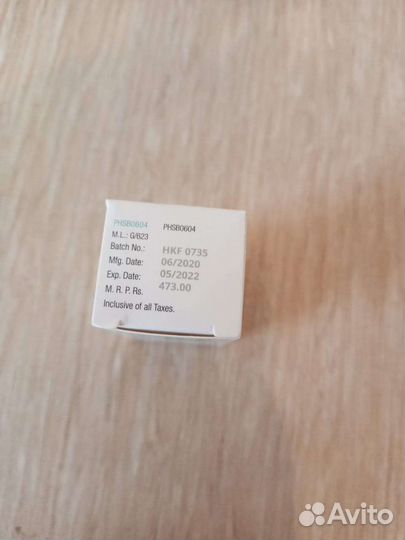 PHSB0604 PHSB0604
M.L.: G/623
Batch No.: HKF 0735
Mfg. Date: 06/2020
Exp. Date: 05/2022
M. R. P. Rs. 473.00
Inclusive of all Taxes.
Avito